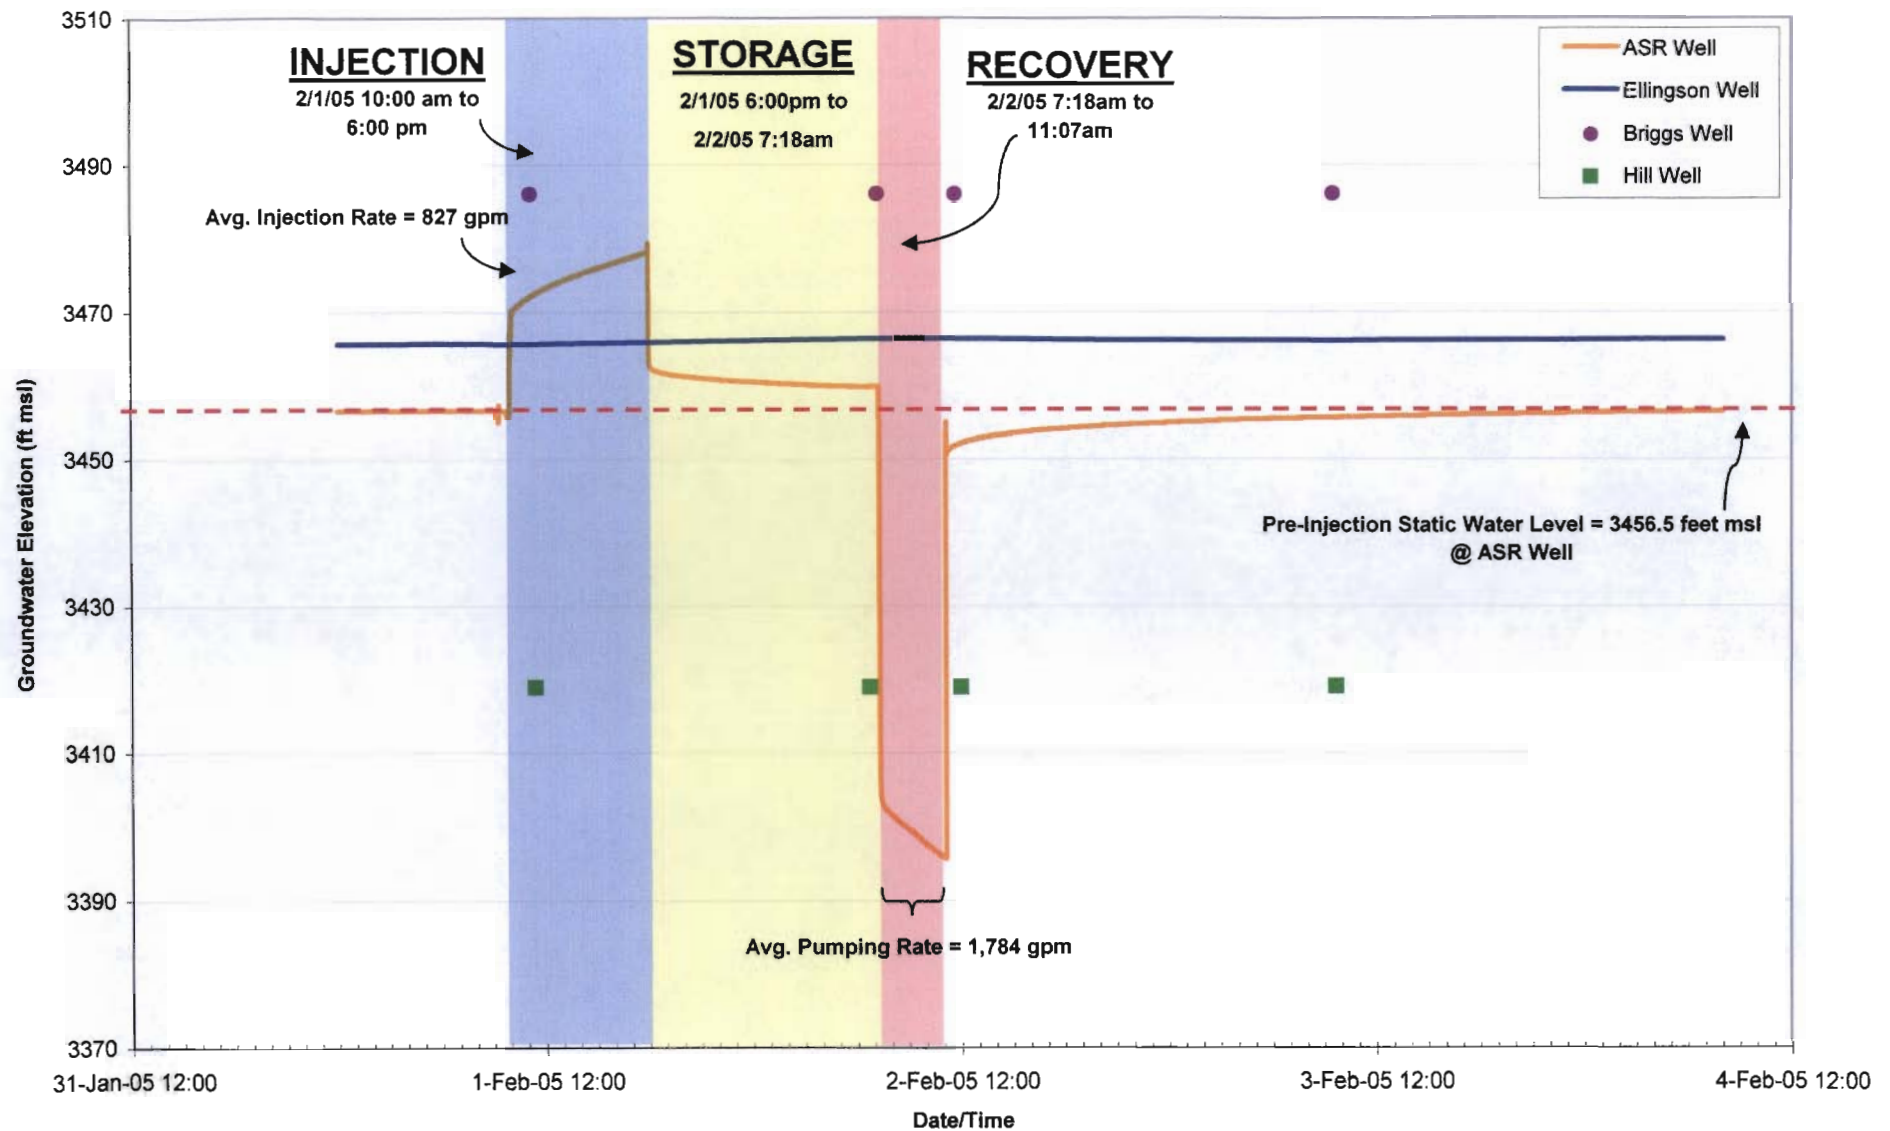 3510
3490
3470
3450
3430
3410
3390
3370
Groundwater Elevation (ft msl)
INJECTION
2/1/05 10:00 am to
6:00 pm
Avg. Injection Rate = 827 gpm
STORAGE
2/1/05 6:00pm to
2/2/05 7:18am
RECOVERY
2/2/05 7:18am to
11:07am
ASR Well
Ellingson Well
Briggs Well
Hill Well
Pre-Injection Static Water Level = 3456.5 feet msl
@ ASR Well
Avg. Pumping Rate = 1,784 gpm
31-Jan-05 12:00
1-Feb-05 12:00
2-Feb-05 12:00
3-Feb-05 12:00
4-Feb-05 12:00
Date/Time